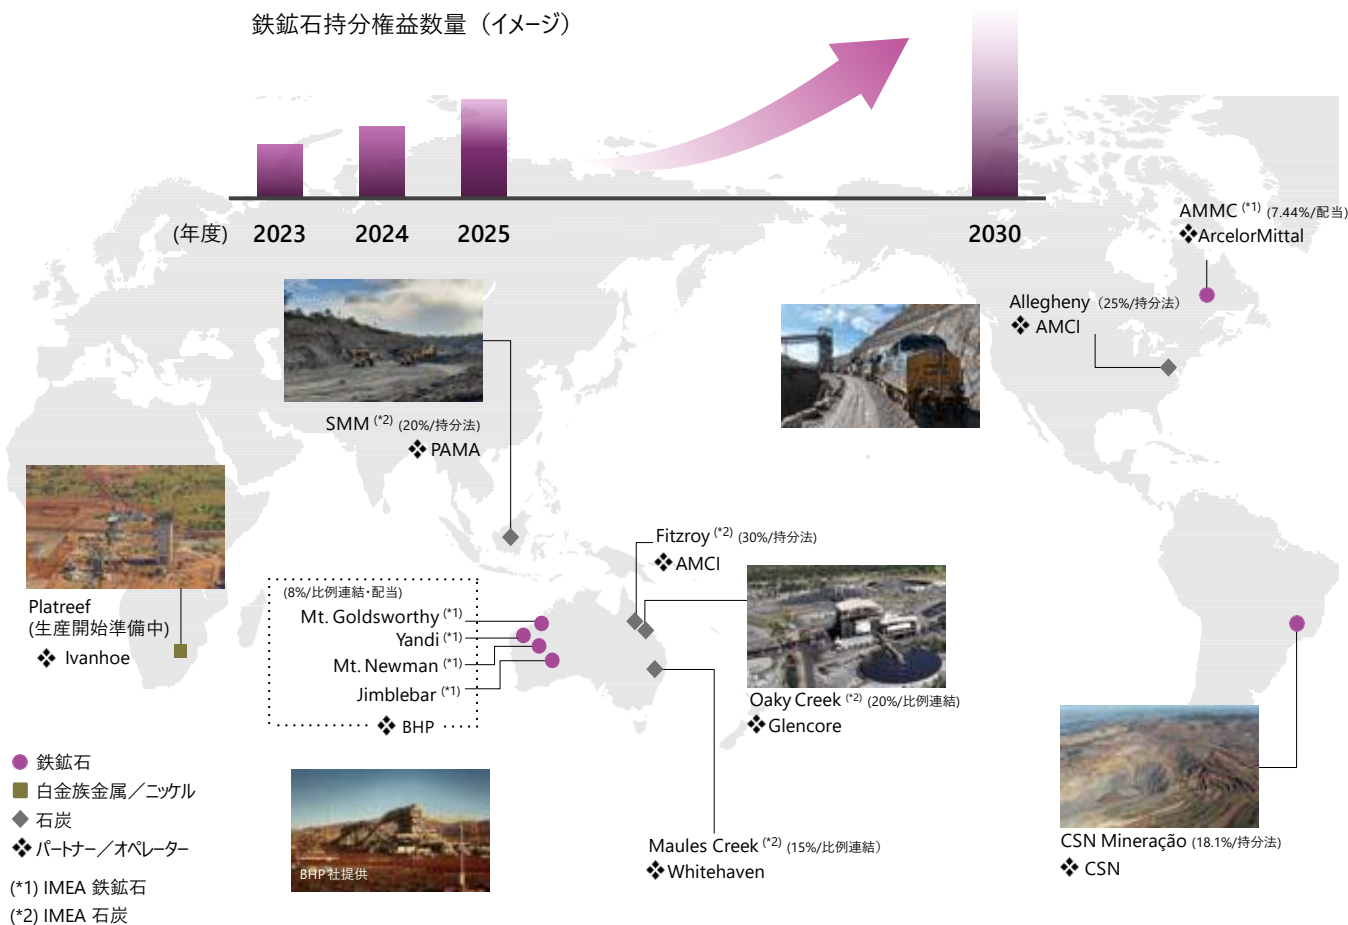 鉄鉱石持分権益数量（イメージ）
(年度) 2023 2024 2025 2030
AMMC (*1) (7.44%/配当)
❖ArcelorMittal
Allegheny （25%/持分法）
❖ AMCI
SMM (*2) (20%/持分法)
❖ PAMA
Platreef
(生産開始準備中)
❖ Ivanhoe
Fitzroy (*2) (30%/持分法)
❖ AMCI
(8%/比例連結・配当)
Mt. Goldsworthy (*1)
Yandi (*1)
Mt. Newman (*1)
Jimblebar (*1)
❖ BHP
Oaky Creek (*2) (20%/比例連結)
❖Glencore
Maules Creek (*2) (15%/比例連結）
❖Whitehaven
CSN Mineração (18.1%/持分法)
❖ CSN
BHP社提供
鉄鉱石
白金族金属／ニッケル
石炭
❖ パートナー／オペレーター
(*1) IMEA 鉄鉱石
(*2) IMEA 石炭